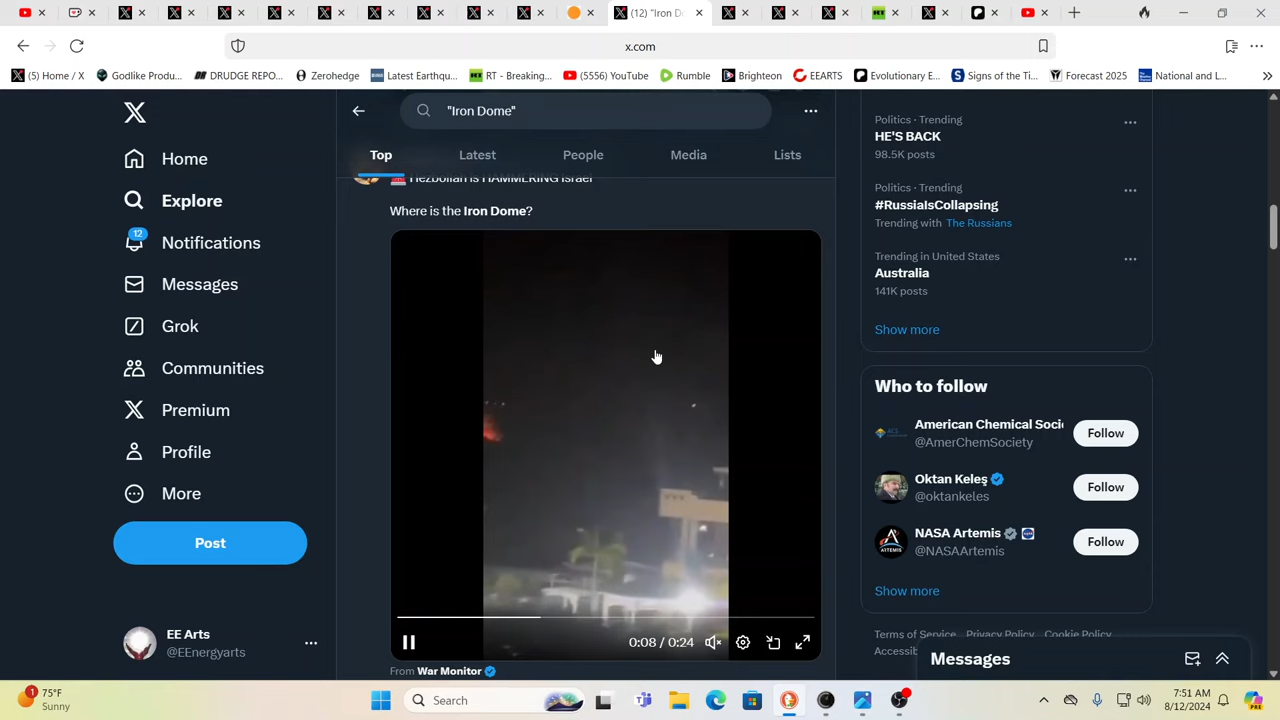 (12) "Iron Do
x.com
(5) Home / X
Godlike Produ...
DRUDGE REPO...
Zerohedge
Latest Earthqu...
RT - Breaking...
(5556) YouTube
Rumble
Brighteon
EEARTS
Evolutionary E...
Signs of the Ti...
Forecast 2025
National and L...
"Iron Dome"
Top
Latest
People
Media
Lists
Home
Explore
12
Notifications
Messages
Grok
Communities
Premium
Profile
More
Post
EE Arts
@EEnergyarts
Hezbollah is HAMMERING Israel
Where is the Iron Dome?
0:08 / 0:24
From War Monitor
Politics · Trending
HE'S BACK
98.5K posts
Politics · Trending
#RussiaIsCollapsing
Trending with The Russians
Trending in United States
Australia
141K posts
Show more
Who to follow
American Chemical Soci
@AmerChemSociety
Follow
Oktan Keleş
@oktankeles
Follow
NASA Artemis
@NASAArtemis
Follow
Show more
Terms of Service Privacy Policy Cookie Policy
Accessib
Messages
1
75°F
Sunny
Search
7:51 AM
8/12/2024